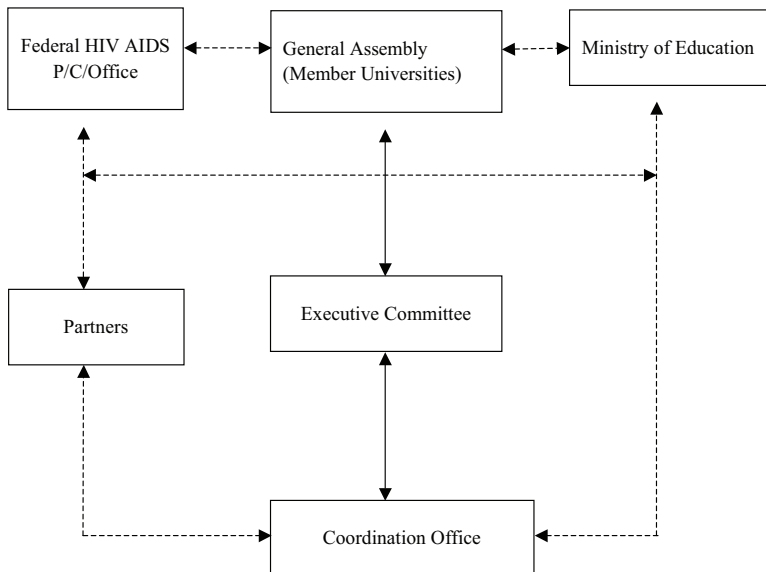 Federal HIV AIDS
P/C/Office
General Assembly
(Member Universities)
Ministry of Education
Partners
Executive Committee
Coordination Office